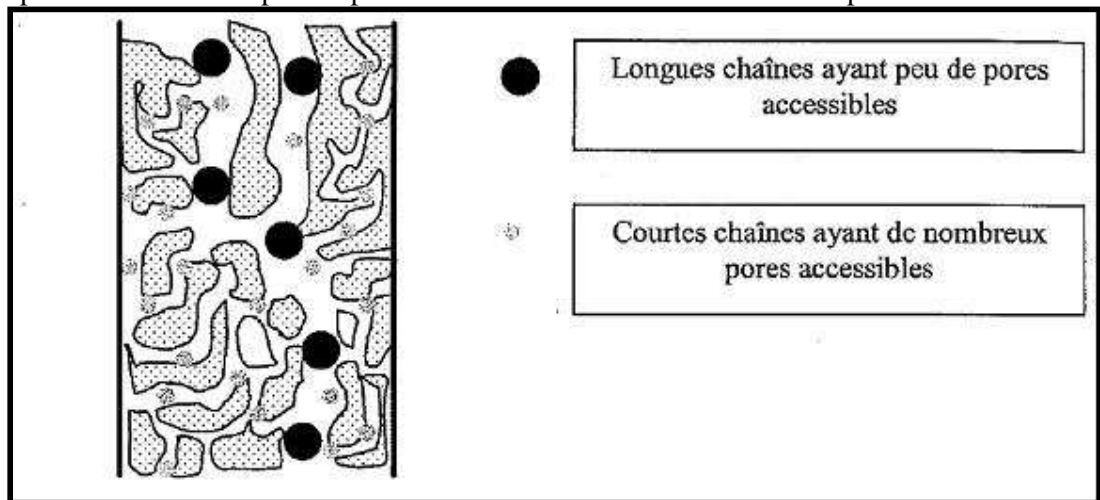 Longues chaînes ayant peu de pores
accessibles
Courtes chaînes ayant de nombreux
pores accessibles